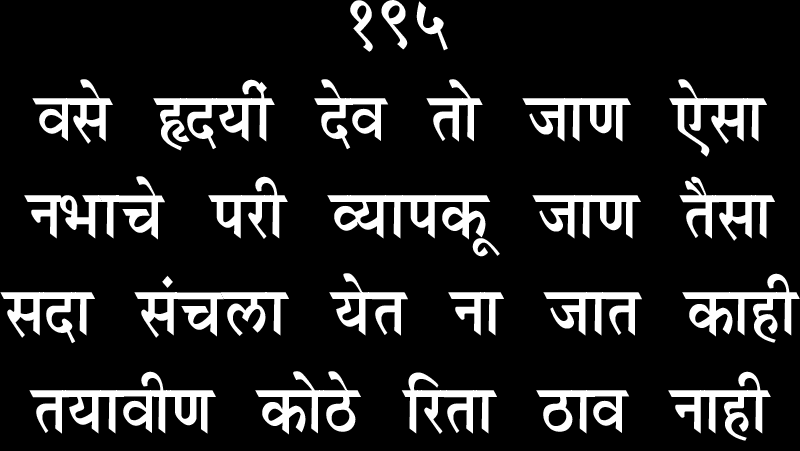 १९५
वसे हृदयीं देव तो जाण ऐसा
नभाचे परी व्यापकू जाण तैसा
सदा संचला येत ना जात काही
तयावीण कोठे रिता ठाव नाही